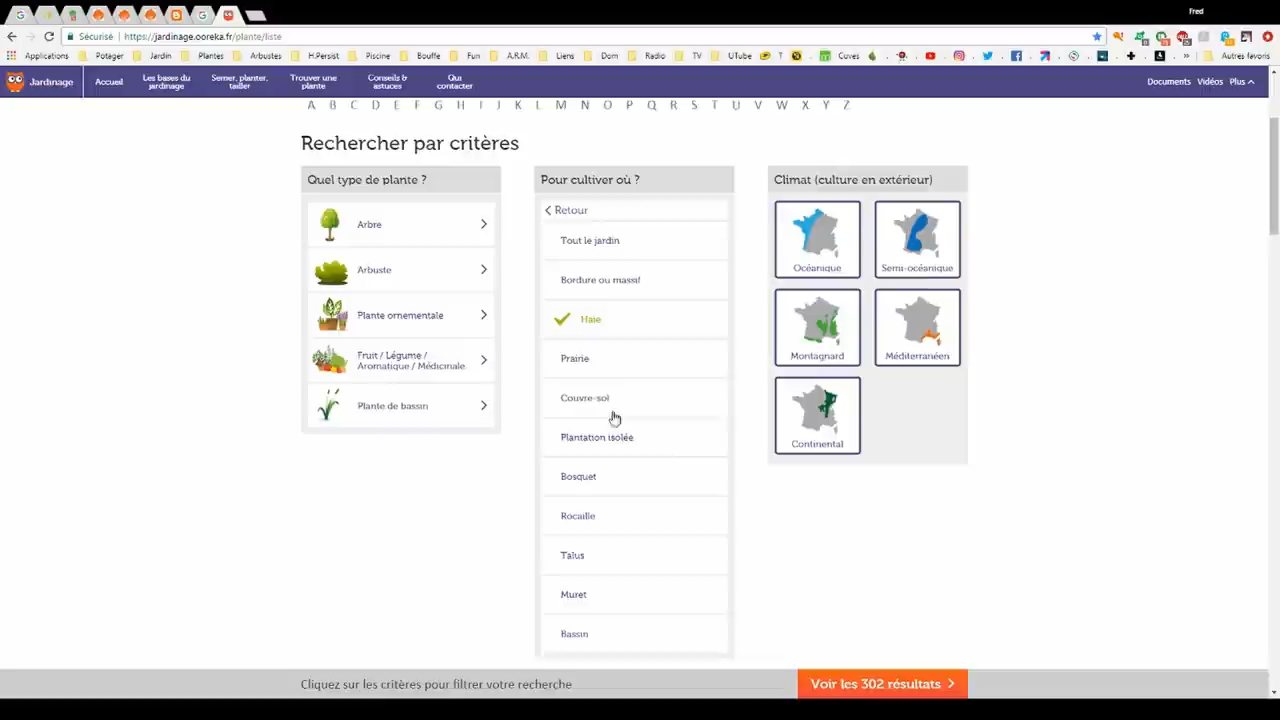 Fred
Sécurisé
https://jardinage.ooreka.fr/plante/liste
Applications Potager Jardin Plantes Arbustes H.Persist Piscine Bouffe Fun A.R.M. Liens Dom Radio TV UTube T Cuves » Autres favoris
Jardinage Accueil Les bases du jardinage Semer, planter, tailler Trouver une plante Conseils & astuces Qui contacter Documents Vidéos Plus
A B C D E F G H I J K L M N O P Q R S T U V W X Y Z
Rechercher par critères
Quel type de plante ?
Arbre
Arbuste
Plante ornementale
Fruit / Légume /
Aromatique / Médicinale
Plante de bassin
Pour cultiver où ?
Retour
Tout le jardin
Bordure ou massif
Haie
Prairie
Couvre-sol
Plantation isolée
Bosquet
Rocaille
Talus
Muret
Bassin
Climat (culture en extérieur)
Océanique
Semi-océanique
Montagnard
Méditerranéen
Continental
Cliquez sur les critères pour filtrer votre recherche
Voir les 302 résultats